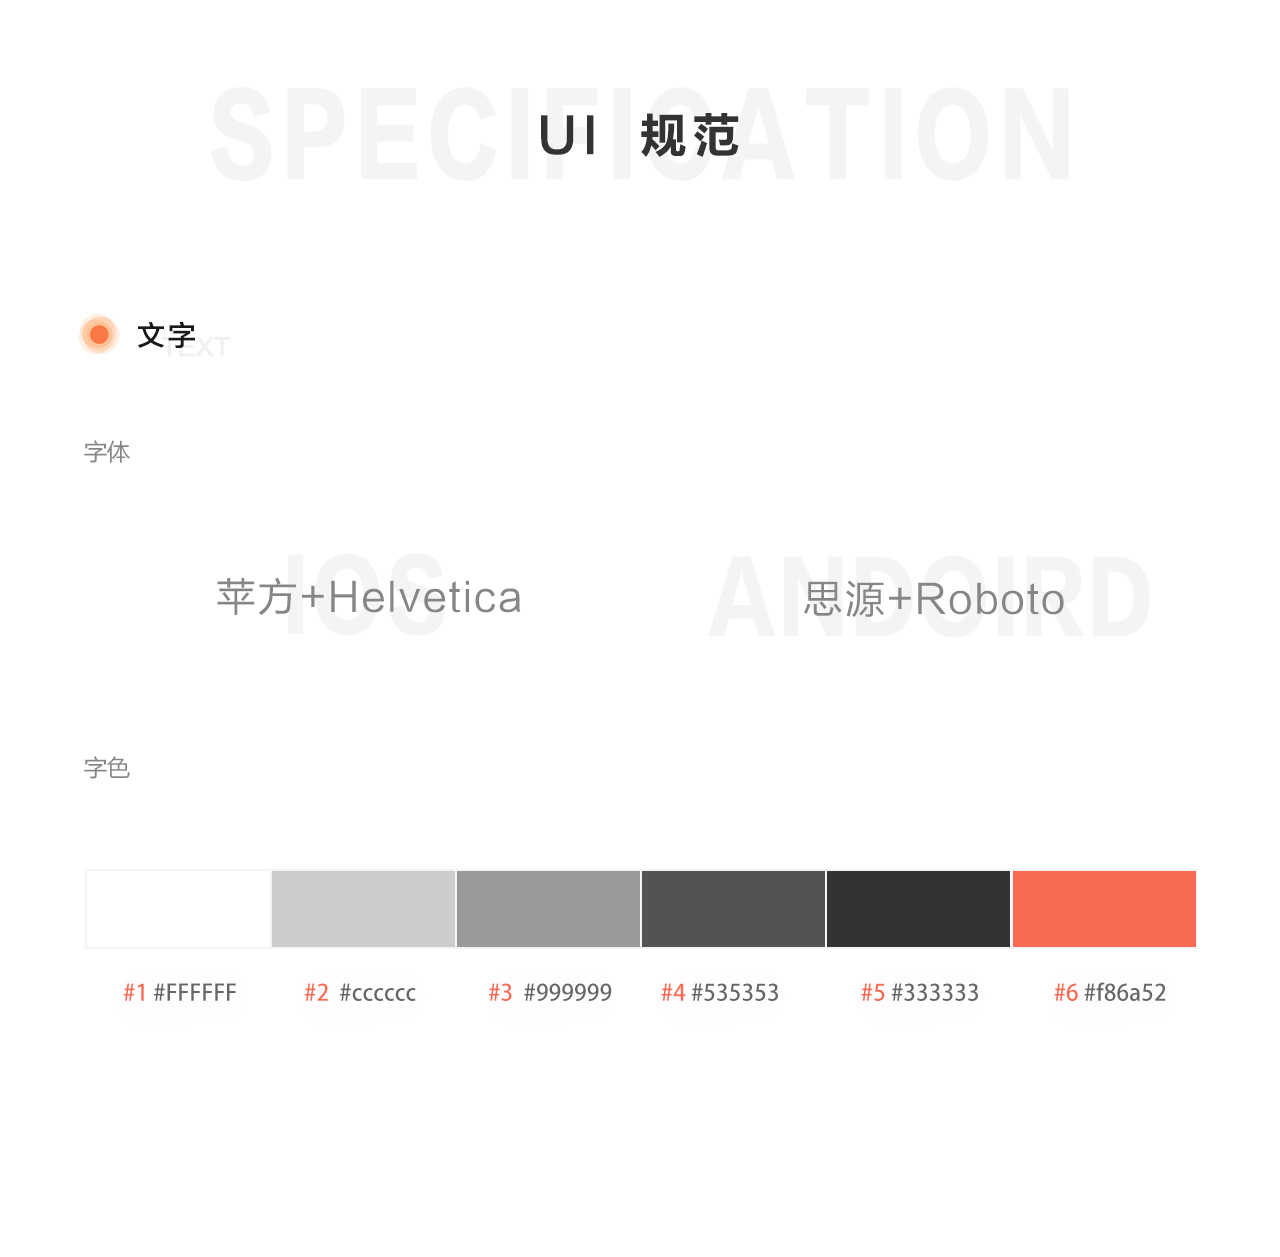 SPECIFICATION
UI 规范
文字
TEXT
字体
IOS
苹方+Helvetica
ANDOIRD
思源+Roboto
字色
#1 #FFFFFF
#2 #cccccc
#3 #999999
#4 #535353
#5 #333333
#6 #f86a52